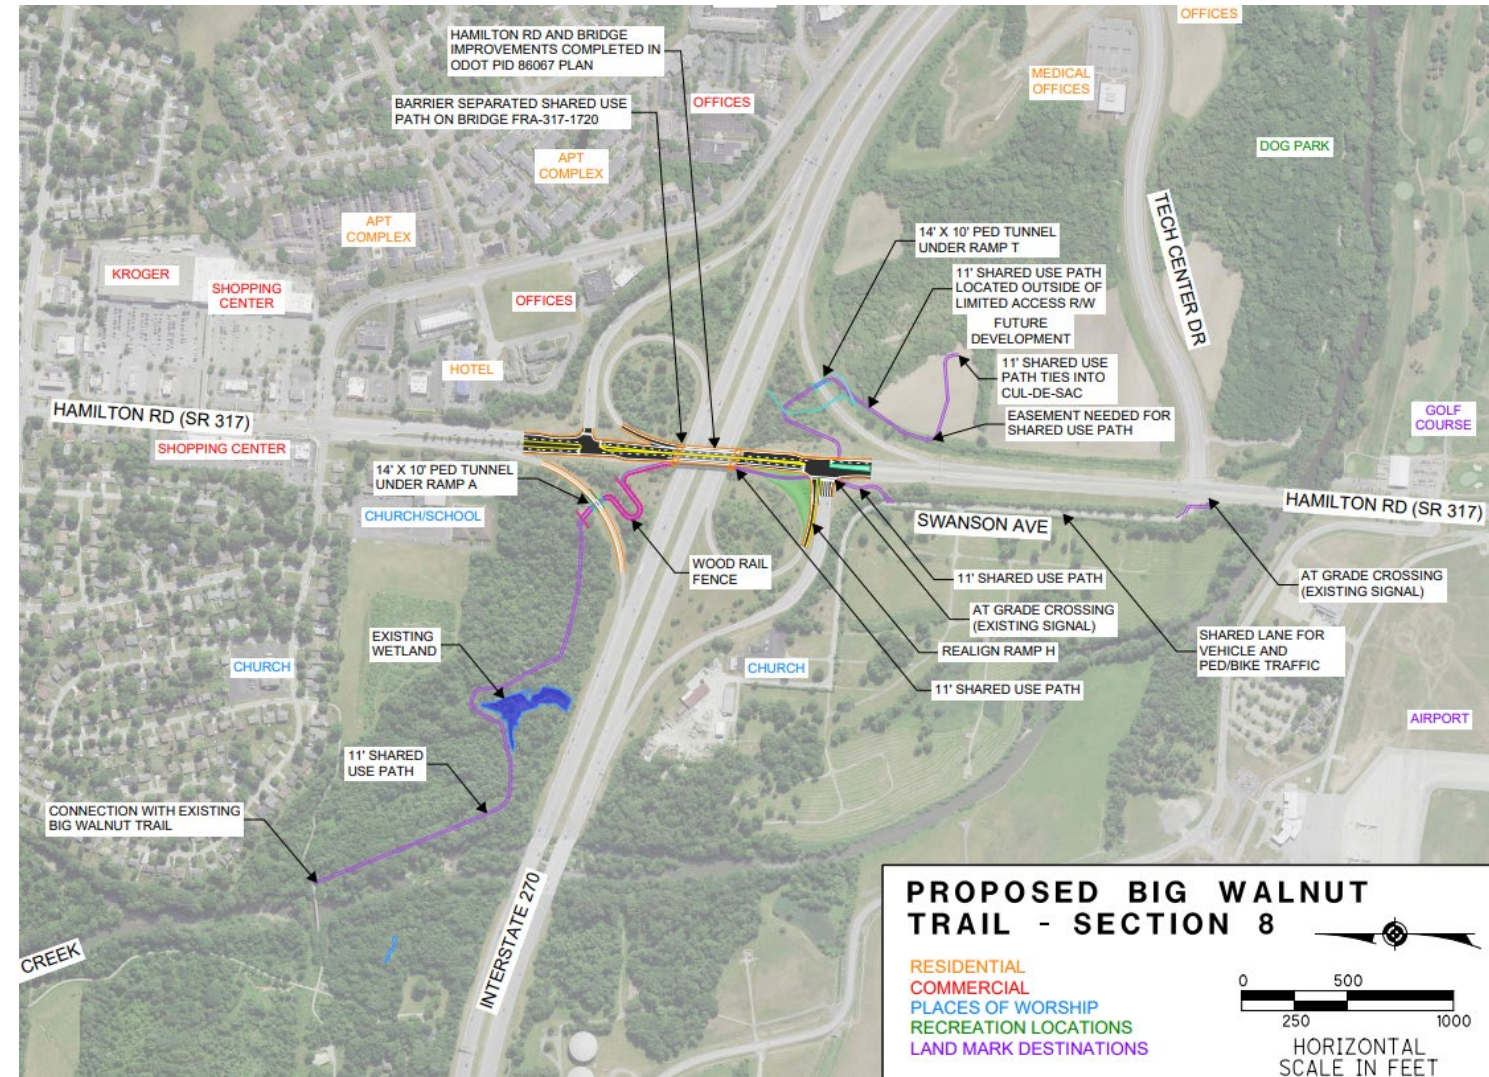 OFFICES
HAMILTON RD AND BRIDGE
IMPROVEMENTS COMPLETED IN
ODOT PID 86067 PLAN
BARRIER SEPARATED SHARED USE
PATH ON BRIDGE FRA-317-1720
OFFICES
MEDICAL
OFFICES
DOG PARK
APT
COMPLEX
APT
COMPLEX
TECH CENTER DR
14' X 10' PED TUNNEL
UNDER RAMP T
KROGER
SHOPPING
CENTER
OFFICES
11' SHARED USE PATH
LOCATED OUTSIDE OF
LIMITED ACCESS R/W
FUTURE
DEVELOPMENT
HOTEL
11' SHARED USE
PATH TIES INTO
CUL-DE-SAC
HAMILTON RD (SR 317)
EASEMENT NEEDED FOR
SHARED USE PATH
GOLF
COURSE
SHOPPING CENTER
14' X 10' PED TUNNEL
UNDER RAMP A
CHURCH/SCHOOL
HAMILTON RD (SR 317)
SWANSON AVE
WOOD RAIL
FENCE
11' SHARED USE PATH
AT GRADE CROSSING
(EXISTING SIGNAL)
AT GRADE CROSSING
(EXISTING SIGNAL)
EXISTING
WETLAND
REALIGN RAMP H
SHARED LANE FOR
VEHICLE AND
PED/BIKE TRAFFIC
CHURCH
CHURCH
11' SHARED USE PATH
AIRPORT
11' SHARED
USE PATH
CONNECTION WITH EXISTING
BIG WALNUT TRAIL
INTERSTATE 270
CREEK
PROPOSED BIG WALNUT
TRAIL - SECTION 8
RESIDENTIAL
COMMERCIAL
PLACES OF WORSHIP
RECREATION LOCATIONS
LAND MARK DESTINATIONS
0 500
250 1000
HORIZONTAL
SCALE IN FEET